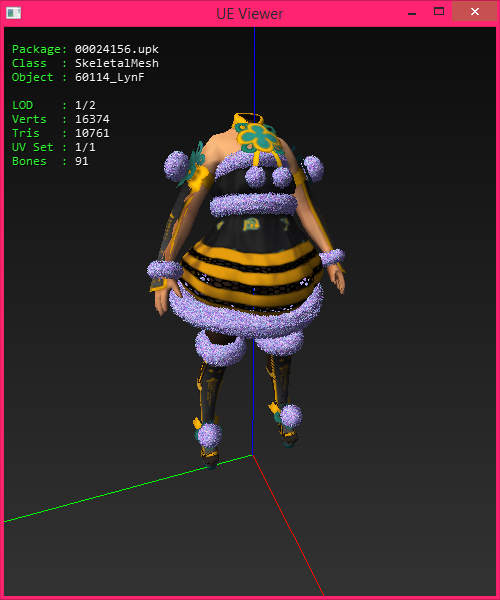 UE Viewer
Package: 00024156.upk
Class  : SkeletalMesh
Object : 60114_LynF
LOD    : 1/2
Verts  : 16374
Tris   : 10761
UV Set : 1/1
Bones  : 91